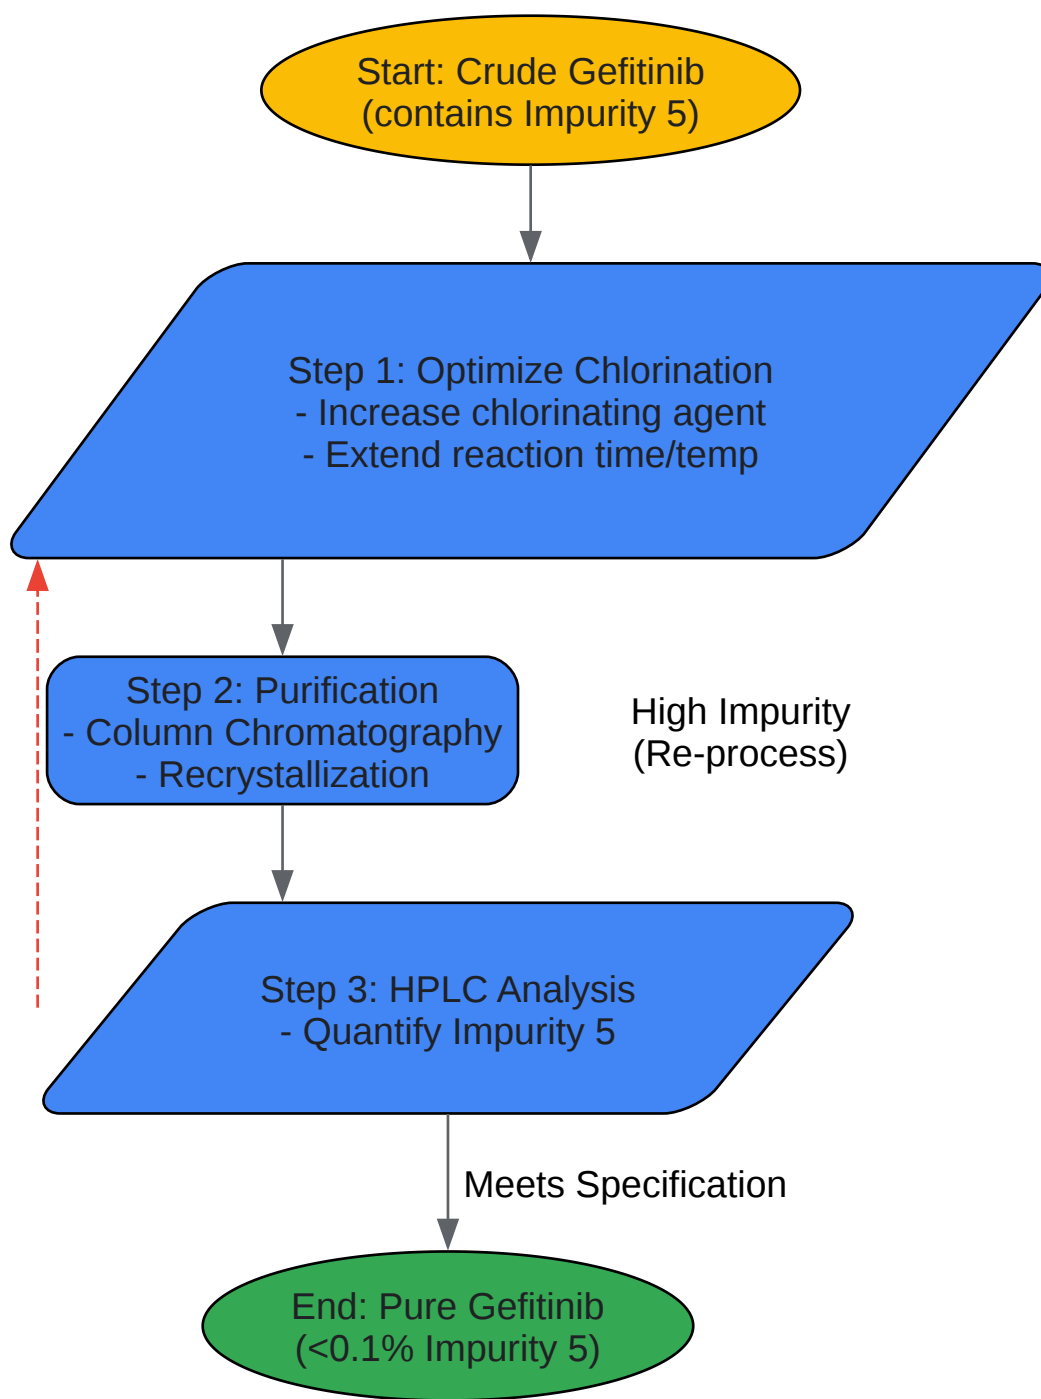 Start: Crude Gefitinib
(contains Impurity 5)
Step 1: Optimize Chlorination
- Increase chlorinating agent
- Extend reaction time/temp
Step 2: Purification
- Column Chromatography
- Recrystallization
High Impurity
(Re-process)
Step 3: HPLC Analysis
- Quantify Impurity 5
Meets Specification
End: Pure Gefitinib
(<0.1% Impurity 5)